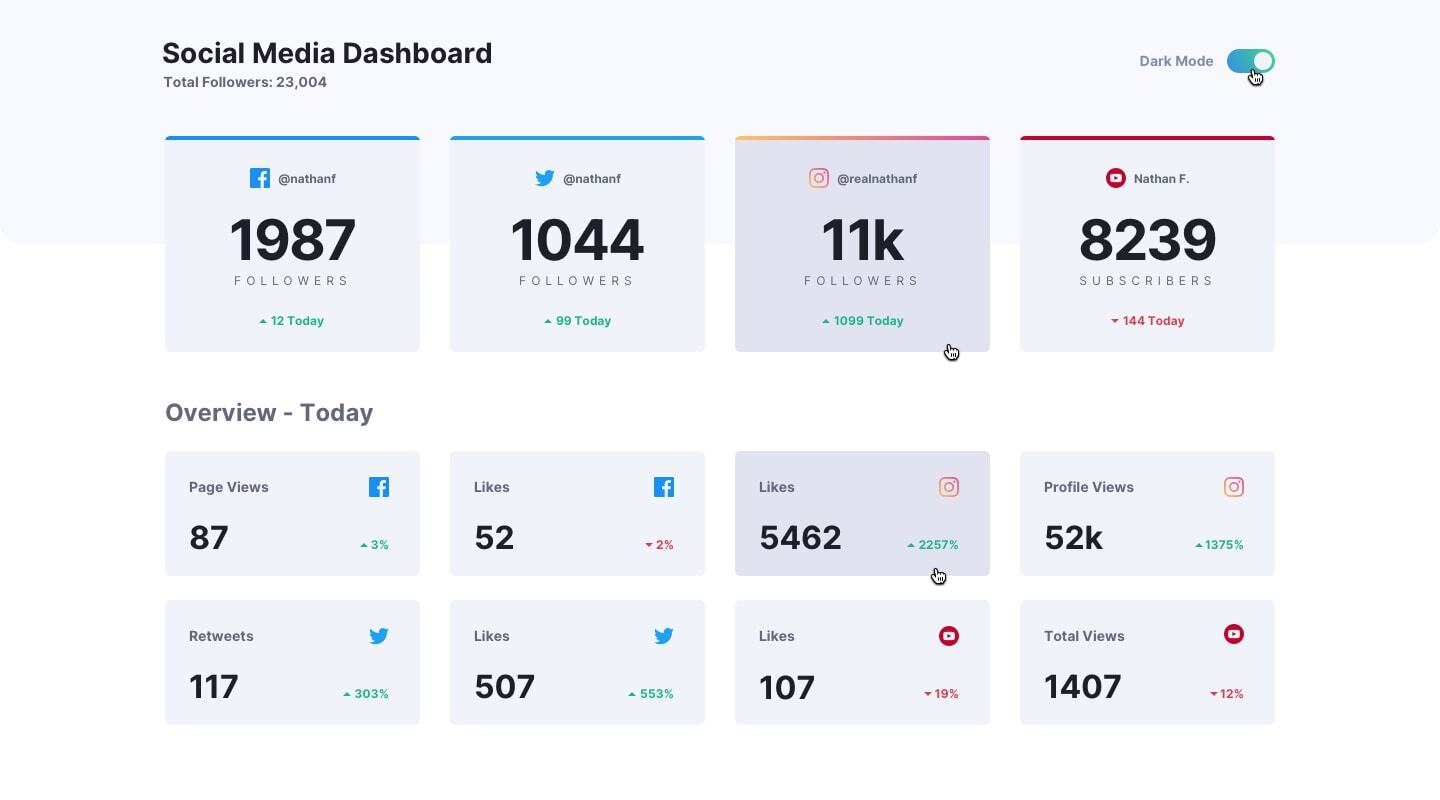 Social Media Dashboard
Total Followers: 23,004
Dark Mode
@nathanf
1987
FOLLOWERS
12 Today
@nathanf
1044
FOLLOWERS
99 Today
@realnathanf
11k
FOLLOWERS
1099 Today
Nathan F.
8239
SUBSCRIBERS
144 Today
Overview - Today
Page Views
87
3%
Likes
52
2%
Likes
5462
2257%
Profile Views
52k
1375%
Retweets
117
303%
Likes
507
553%
Likes
107
19%
Total Views
1407
12%